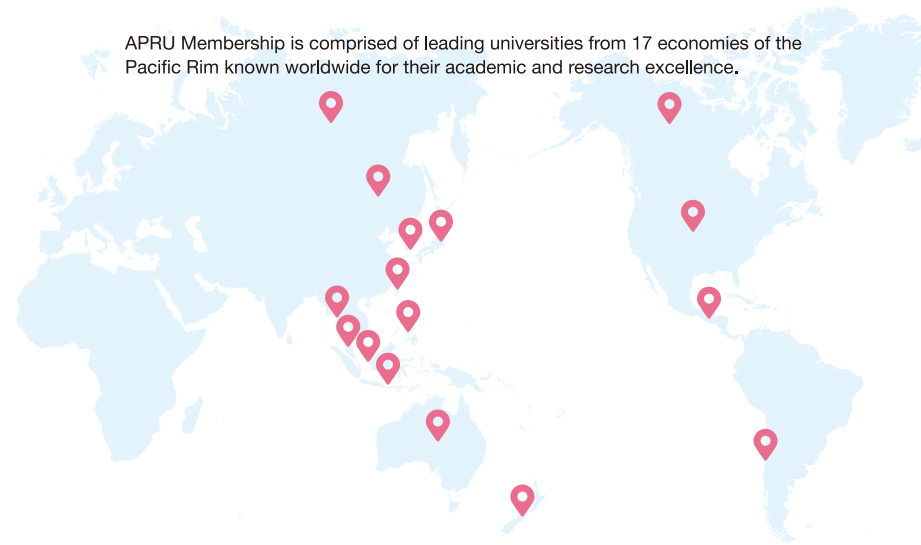 APRU Membership is comprised of leading universities from 17 economies of the
Pacific Rim known worldwide for their academic and research excellence.